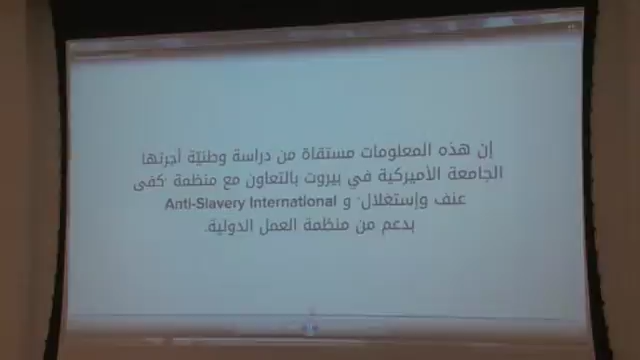 إن هذه المعلومات مستقاة من دراسة وطنيّة أجرتها
الجامعة الأميركية في بيروت بالتعاون مع منظمة "كفى
عنف وإستغلال" و Anti-Slavery International
بدعم من منظمة العمل الدولية.